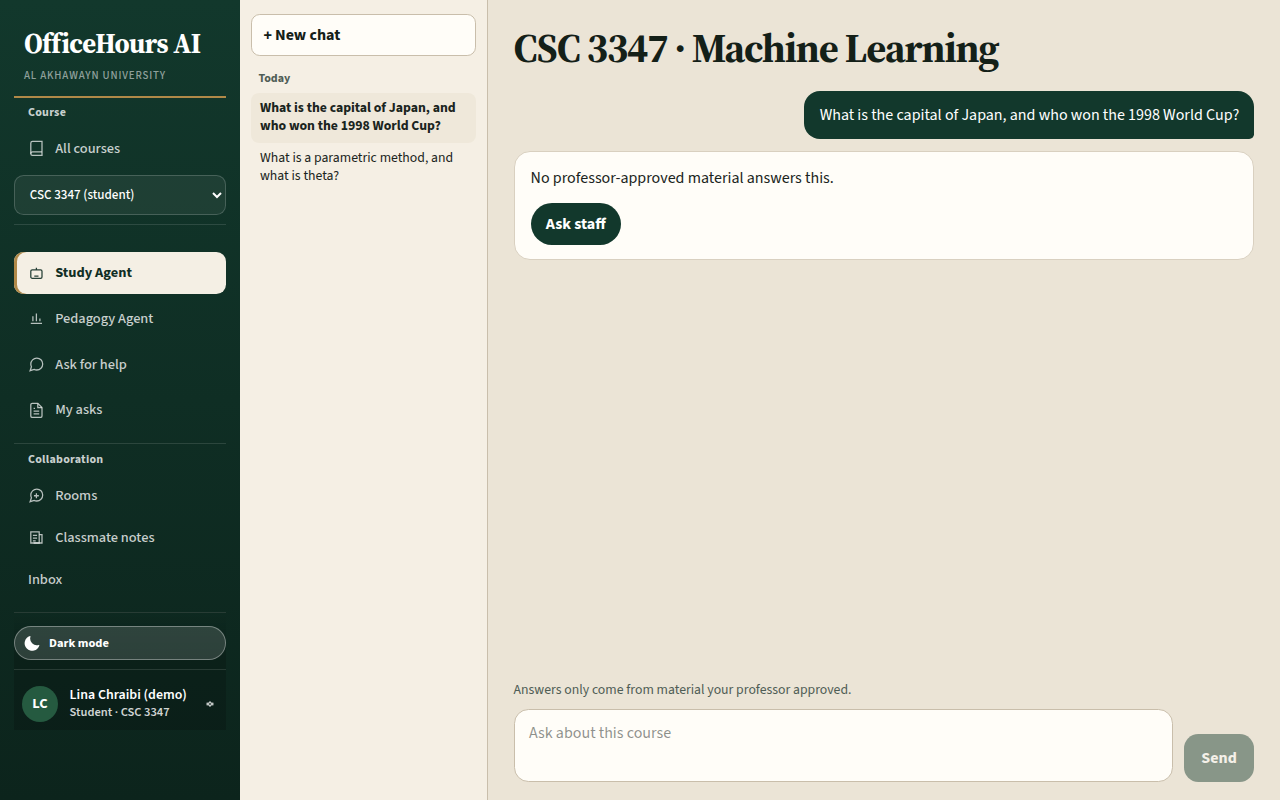 OfficeHours AI
AL AKHAWAYN UNIVERSITY
Course
All courses
CSC 3347 (student)
Study Agent
Pedagogy Agent
Ask for help
My asks
Collaboration
Rooms
Classmate notes
Inbox
Dark mode
LC
Lina Chraibi (demo)
Student · CSC 3347
+ New chat
Today
What is the capital of Japan, and
who won the 1998 World Cup?
What is a parametric method, and
what is theta?
CSC 3347 · Machine Learning
What is the capital of Japan, and who won the 1998 World Cup?
No professor-approved material answers this.
Ask staff
Answers only come from material your professor approved.
Ask about this course
Send